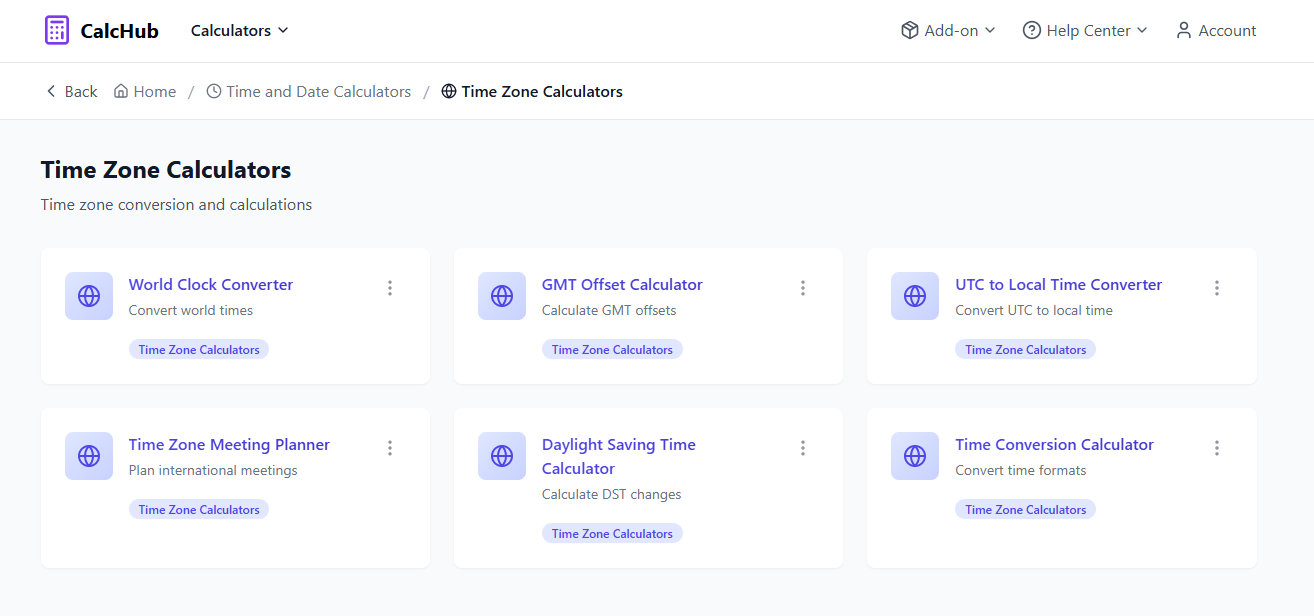 CalcHub
Calculators
Add-on
Help Center
Account
Back
Home / Time and Date Calculators / Time Zone Calculators
Time Zone Calculators
Time zone conversion and calculations
World Clock Converter
Convert world times
Time Zone Calculators
GMT Offset Calculator
Calculate GMT offsets
Time Zone Calculators
UTC to Local Time Converter
Convert UTC to local time
Time Zone Calculators
Time Zone Meeting Planner
Plan international meetings
Time Zone Calculators
Daylight Saving Time
Calculator
Calculate DST changes
Time Zone Calculators
Time Conversion Calculator
Convert time formats
Time Zone Calculators